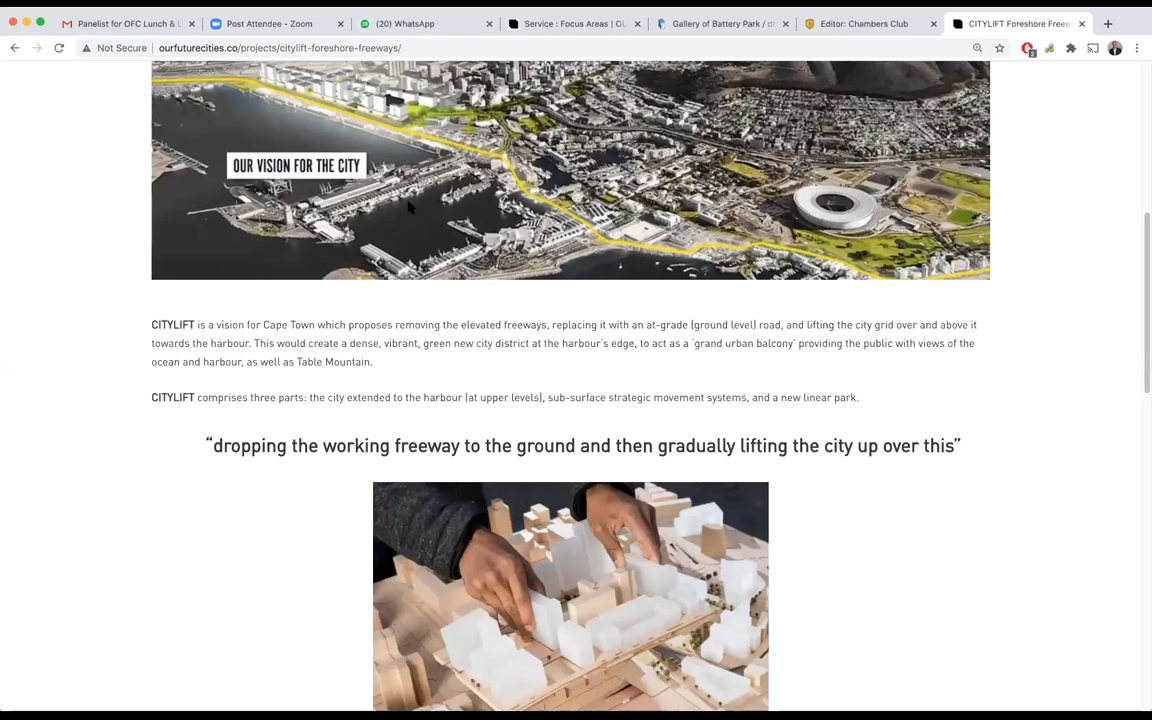 Panelist for OFC Lunch & L
Post Attendee - Zoom
(20) WhatsApp
Service : Focus Areas | OU
Gallery of Battery Park / dh
Editor: Chambers Club
CITYLIFT Foreshore Freew
Not Secure
ourfuturecities.co/projects/citylift-foreshore-freeways/
2
OUR VISION FOR THE CITY
CITYLIFT is a vision for Cape Town which proposes removing the elevated freeways, replacing it with an at-grade (ground level) road, and lifting the city grid over and above it
towards the harbour. This would create a dense, vibrant, green new city district at the harbour's edge, to act as a 'grand urban balcony' providing the public with views of the
ocean and harbour, as well as Table Mountain.
CITYLIFT comprises three parts: the city extended to the harbour (at upper levels), sub-surface strategic movement systems, and a new linear park.
“dropping the working freeway to the ground and then gradually lifting the city up over this”